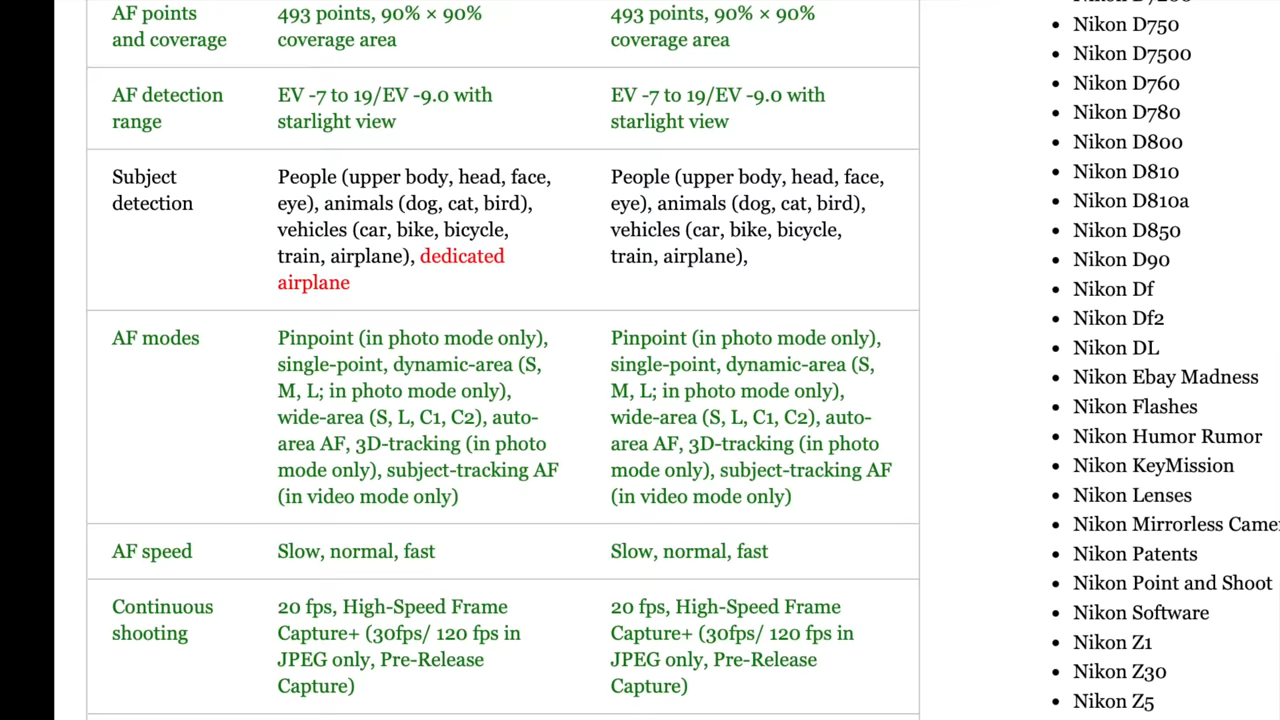 AF points
and coverage
493 points, 90% × 90%
coverage area
493 points, 90% × 90%
coverage area
AF detection
range
EV -7 to 19/EV -9.0 with
starlight view
EV -7 to 19/EV -9.0 with
starlight view
Subject
detection
People (upper body, head, face,
eye), animals (dog, cat, bird),
vehicles (car, bike, bicycle,
train, airplane), dedicated
airplane
People (upper body, head, face,
eye), animals (dog, cat, bird),
vehicles (car, bike, bicycle,
train, airplane),
AF modes
Pinpoint (in photo mode only),
single-point, dynamic-area (S,
M, L; in photo mode only),
wide-area (S, L, C1, C2), auto-
area AF, 3D-tracking (in photo
mode only), subject-tracking AF
(in video mode only)
Pinpoint (in photo mode only),
single-point, dynamic-area (S,
M, L; in photo mode only),
wide-area (S, L, C1, C2), auto-
area AF, 3D-tracking (in photo
mode only), subject-tracking AF
(in video mode only)
AF speed
Slow, normal, fast
Slow, normal, fast
Continuous
shooting
20 fps, High-Speed Frame
Capture+ (30fps/ 120 fps in
JPEG only, Pre-Release
Capture)
20 fps, High-Speed Frame
Capture+ (30fps/ 120 fps in
JPEG only, Pre-Release
Capture)
Nikon D7200
Nikon D750
Nikon D7500
Nikon D760
Nikon D780
Nikon D800
Nikon D810
Nikon D810a
Nikon D850
Nikon D90
Nikon Df
Nikon Df2
Nikon DL
Nikon Ebay Madness
Nikon Flashes
Nikon Humor Rumor
Nikon KeyMission
Nikon Lenses
Nikon Mirrorless Came
Nikon Patents
Nikon Point and Shoot
Nikon Software
Nikon Z1
Nikon Z30
Nikon Z5